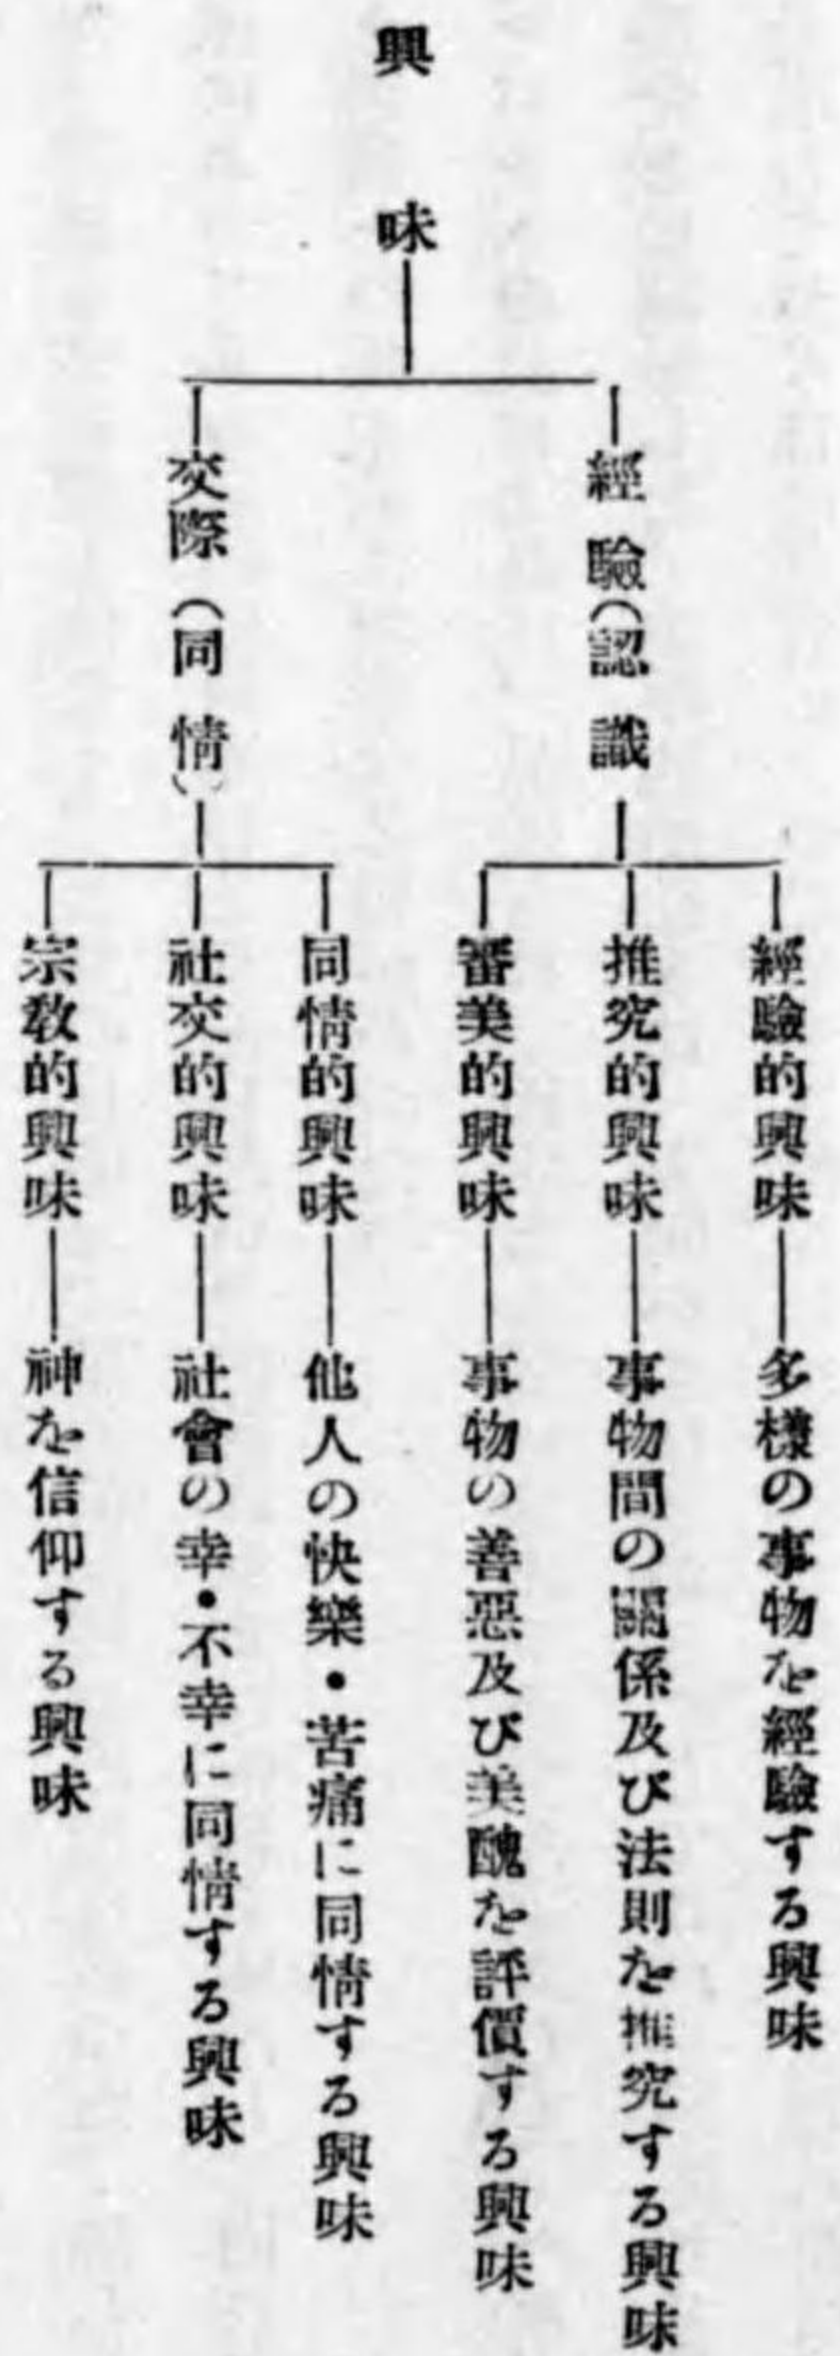 興味
經驗(認識
經驗的興味
多樣の事物を經驗する興味
推究的興味
事物間の關係及び法則を推究する興味
審美的興味
事物の善惡及び美醜を評價する興味
交際(同情)
同情的興味
他人の快樂・苦痛に同情する興味
社交的興味
社會の幸・不幸に同情する興味
宗敎的興味
神を信仰する興味